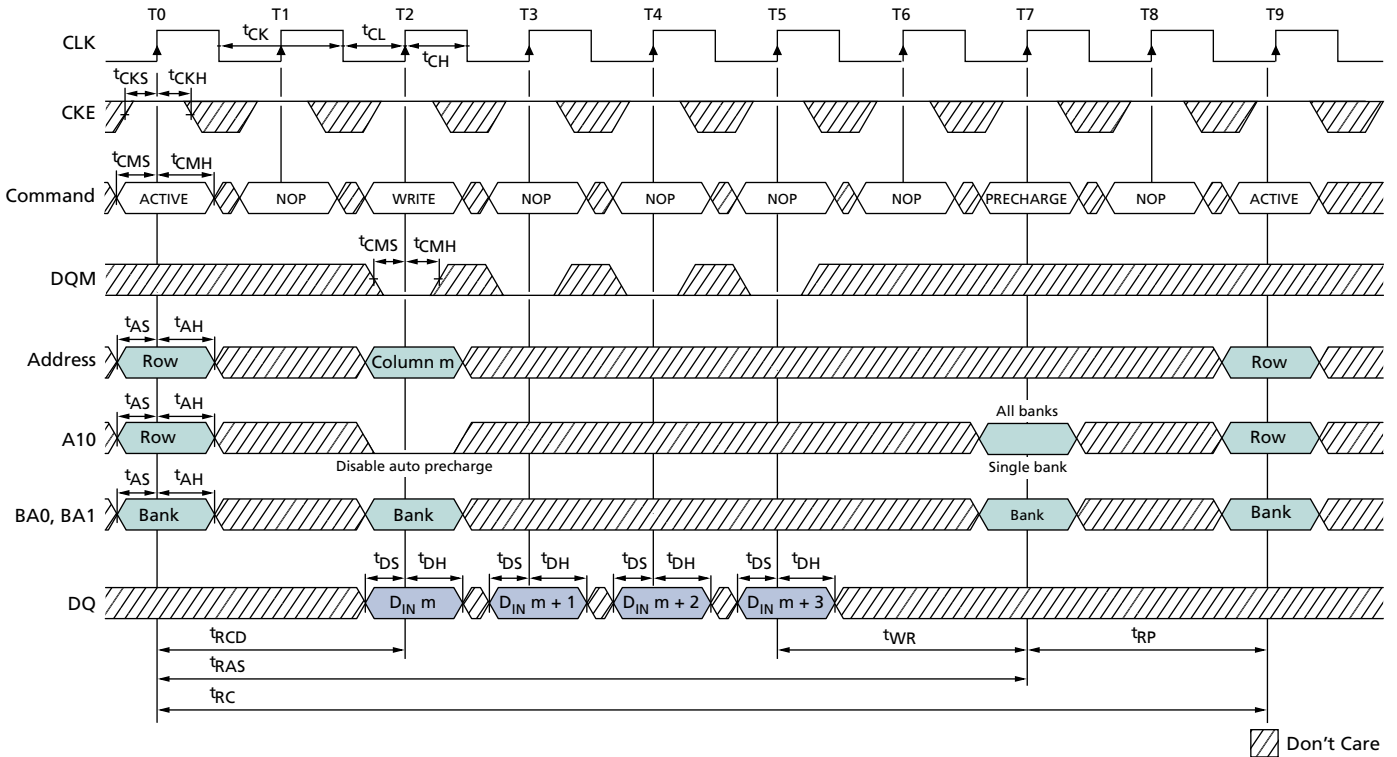 T0 T1 T2 T3 T4 T5 T6 T7 T8 T9
CLK
tCK tCL
tCH
tCKS tCKH
CKE
tCMS tCMH
Command ACTIVE NOP WRITE NOP NOP NOP NOP PRECHARGE NOP ACTIVE
tCMS tCMH
DQM
tAS tAH
Address Row Column m Row
tAS tAH
All banks
A10 Row Row
Disable auto precharge Single bank
tAS tAH
BA0, BA1 Bank Bank Bank Bank
tDS tDH tDS tDH tDS tDH tDS tDH
DQ DIN m DIN m + 1 DIN m + 2 DIN m + 3
tRCD tWR tRP
tRAS
tRC
Don't Care